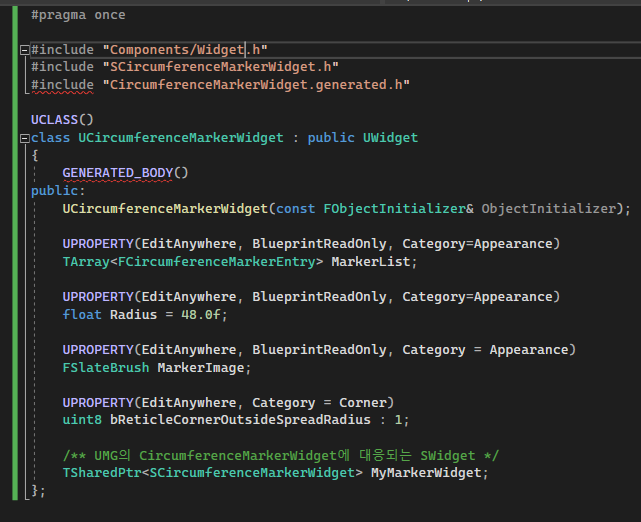 #pragma once
#include "Components/Widget.h"
#include "SCircumferenceMarkerWidget.h"
#include "CircumferenceMarkerWidget.generated.h"
UCLASS()
class UCircumferenceMarkerWidget : public UWidget
{
GENERATED_BODY()
public:
UCircumferenceMarkerWidget(const FObjectInitializer& ObjectInitializer);
UPROPERTY(EditAnywhere, BlueprintReadOnly, Category=Appearance)
TArray<FCircumferenceMarkerEntry> MarkerList;
UPROPERTY(EditAnywhere, BlueprintReadOnly, Category=Appearance)
float Radius = 48.0f;
UPROPERTY(EditAnywhere, BlueprintReadOnly, Category = Appearance)
FSlateBrush MarkerImage;
UPROPERTY(EditAnywhere, Category = Corner)
uint8 bReticleCornerOutsideSpreadRadius : 1;
/** UMG의 CircumferenceMarkerWidget에 대응되는 SWidget */
TSharedPtr<SCircumferenceMarkerWidget> MyMarkerWidget;
};